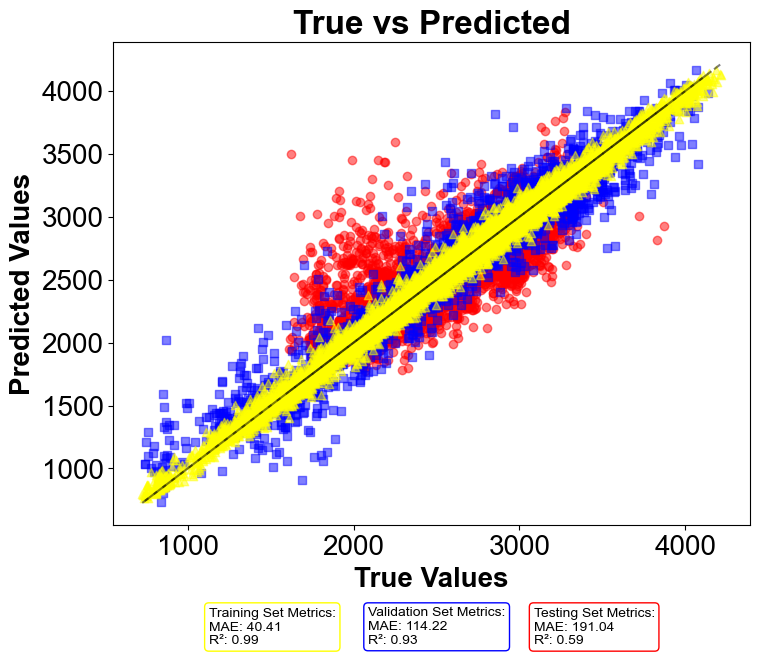 True vs Predicted
Predicted Values
4000
3500
3000
2500
2000
1500
1000
1000 2000 3000 4000
True Values
Training Set Metrics:
MAE: 40.41
R²: 0.99
Validation Set Metrics:
MAE: 114.22
R²: 0.93
Testing Set Metrics:
MAE: 191.04
R²: 0.59